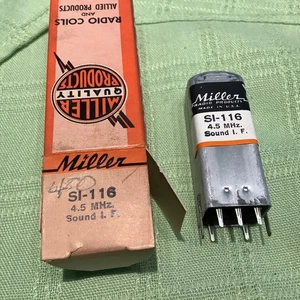 RADIO COILS
AND
ALLIED PRODUCTS
MILLER
QUALITY
PRODUCTS
Miller
400
SI-116
4.5 MHz.
Sound I. F.
Miller
RADIO PRODUCTS
MADE IN U.S.A.
SI-116
4.5 MHz.
Sound I. F.